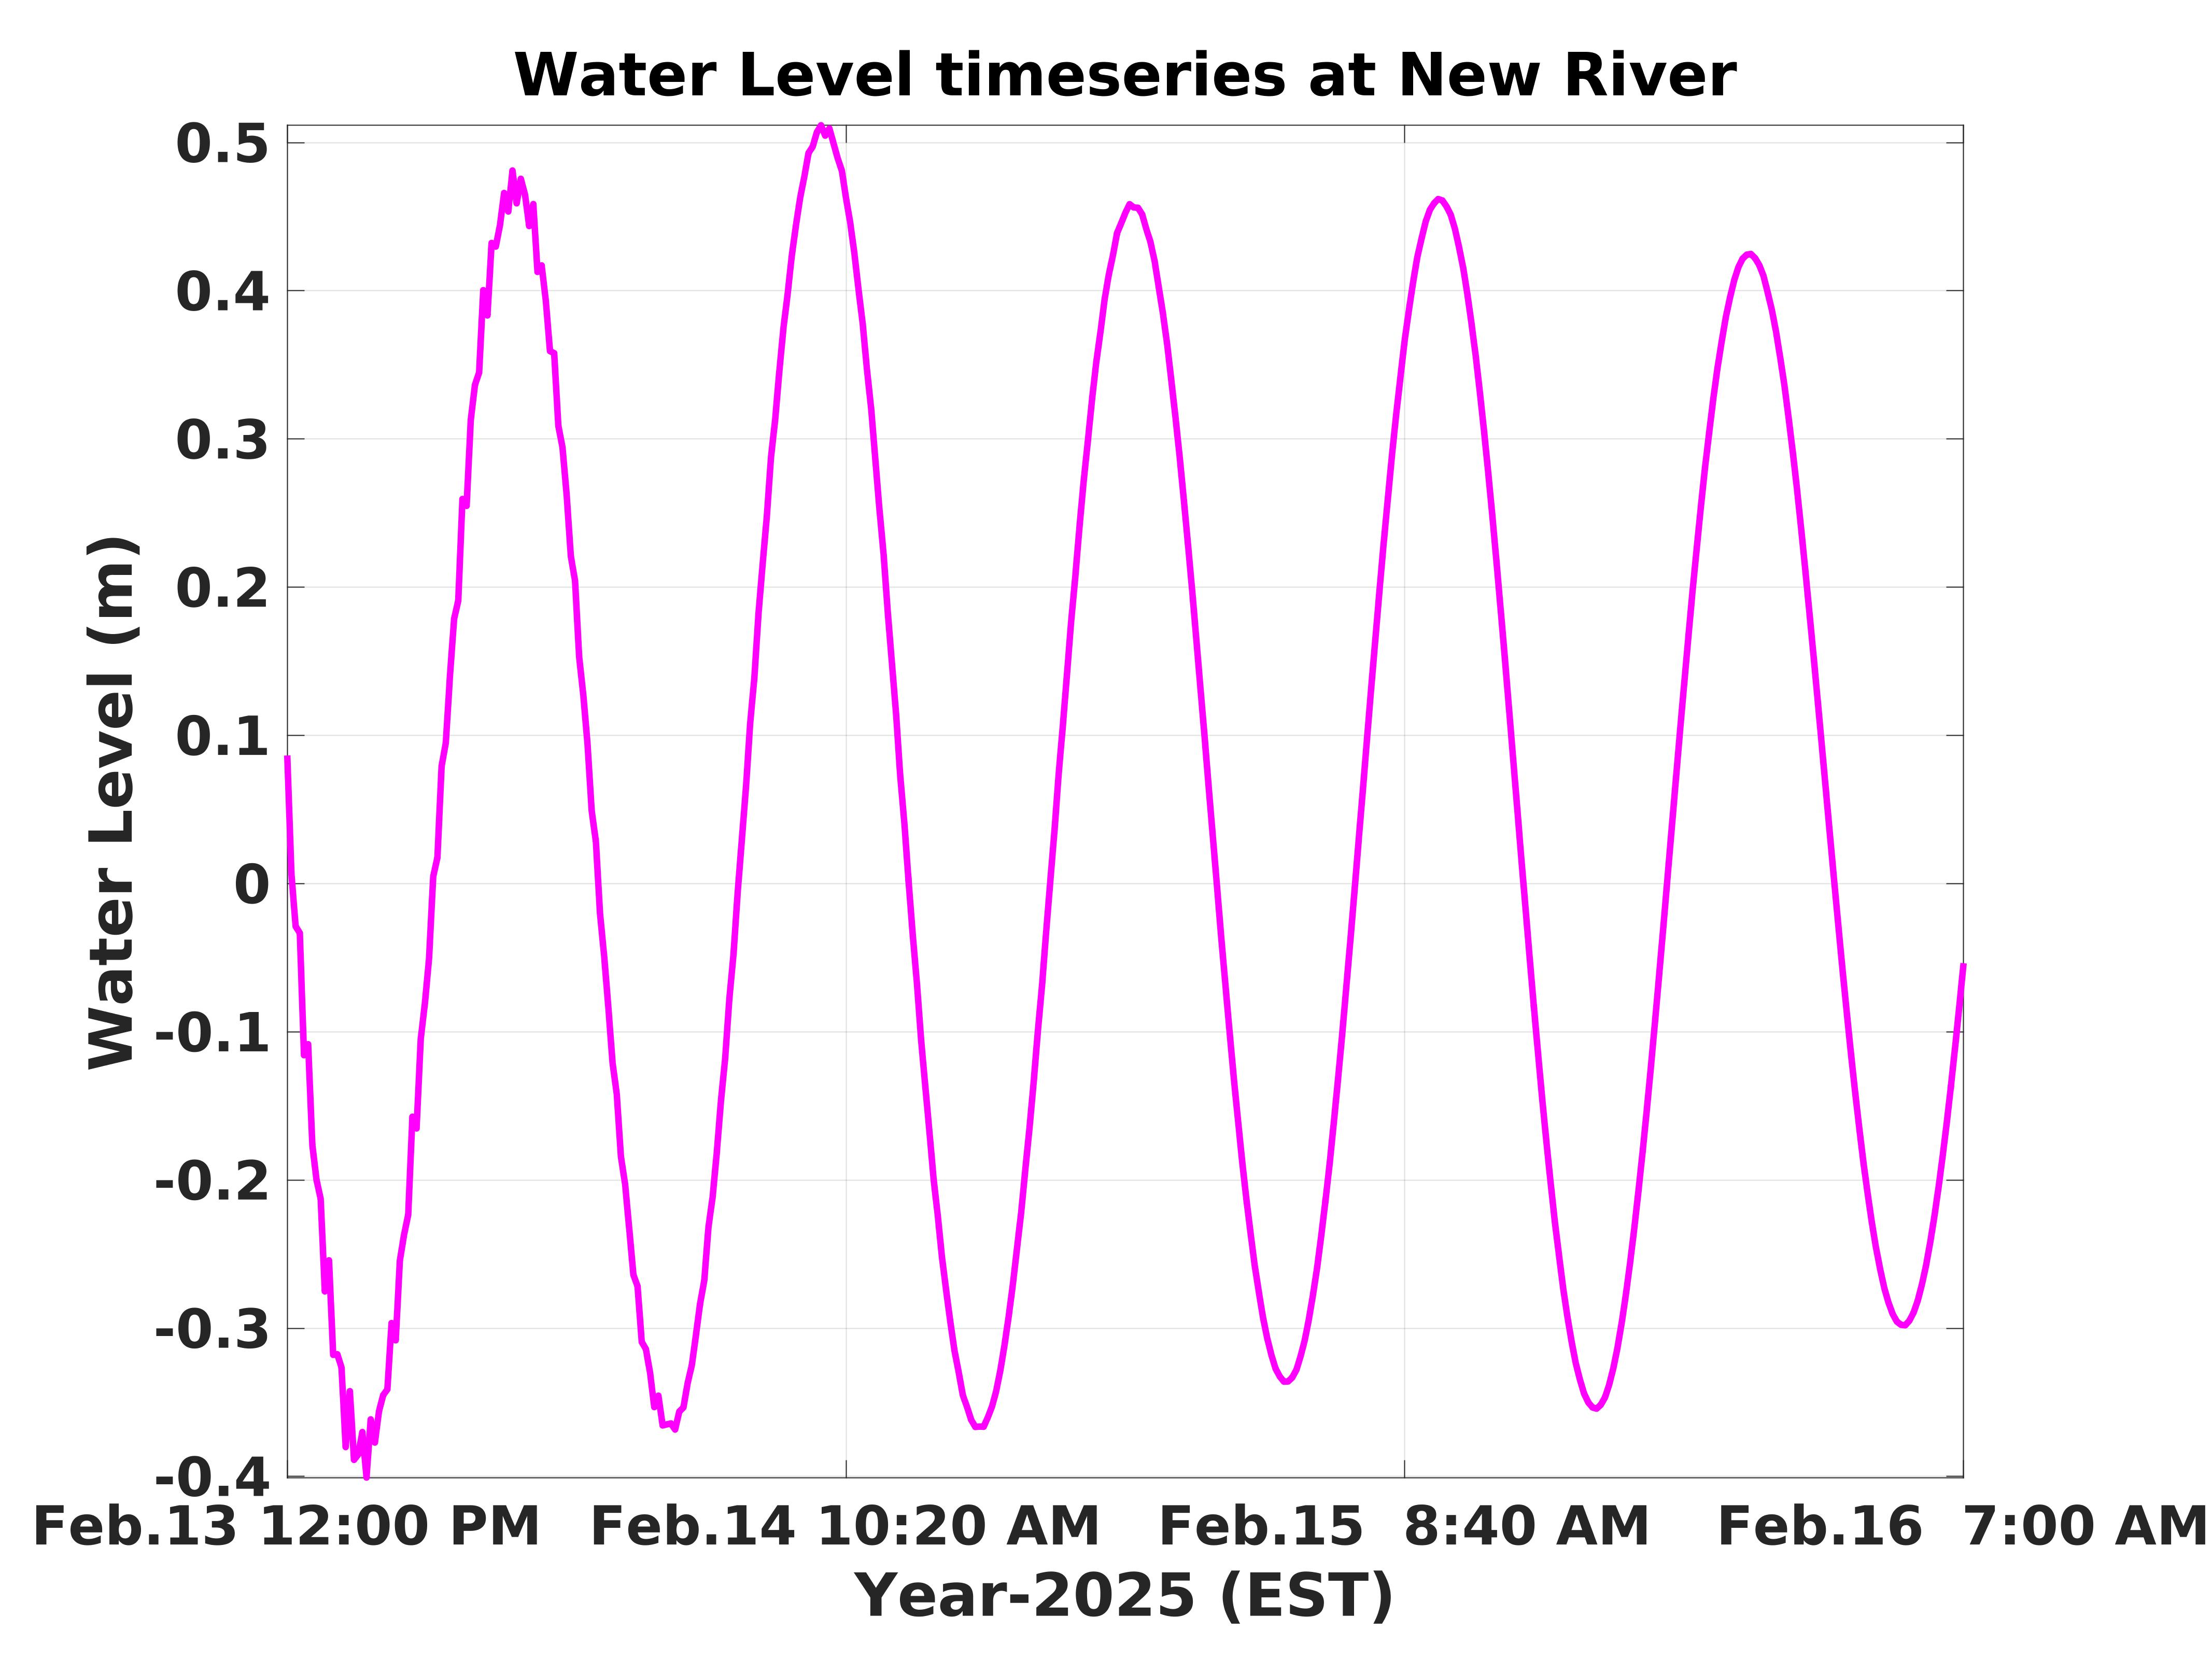 Water Level timeseries at New River
0.5
0.4
0.3
0.2
0.1
0
-0.1
-0.2
-0.3
-0.4
Water Level (m)
Feb.13 12:00 PM Feb.14 10:20 AM Feb.15 8:40 AM Feb.16 7:00 AM
Year-2025 (EST)